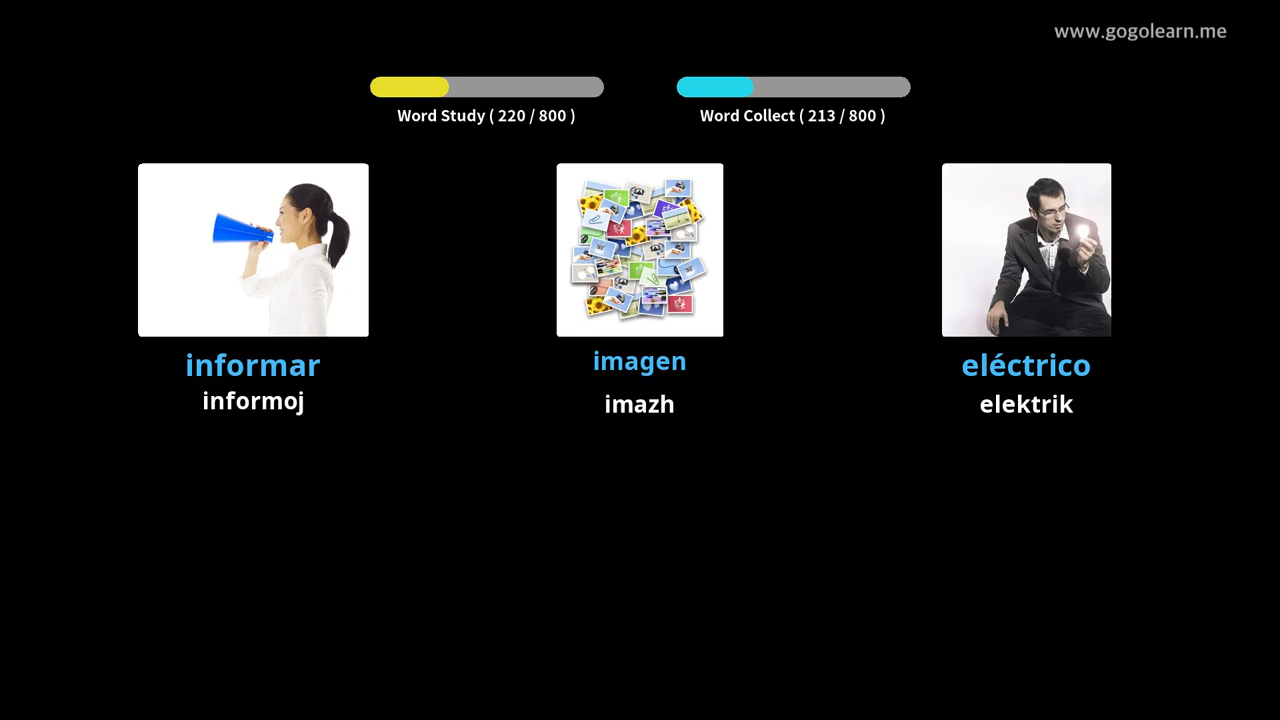 www.gogolearn.me
Word Study ( 220 / 800 )
Word Collect ( 213 / 800 )
informar
informoj
imagen
imazh
eléctrico
elektrik